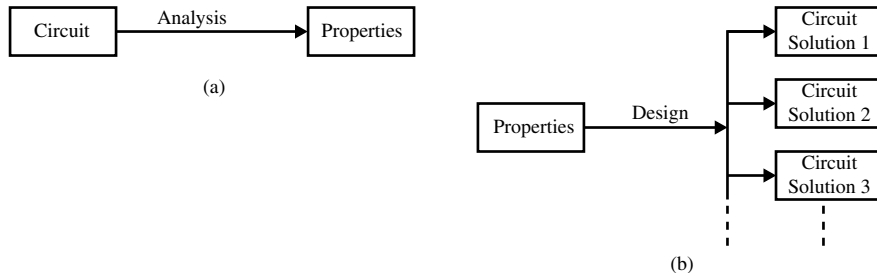 Circuit
Analysis
Properties
(a)
Properties
Design
Circuit
Solution 1
Circuit
Solution 2
Circuit
Solution 3
(b)